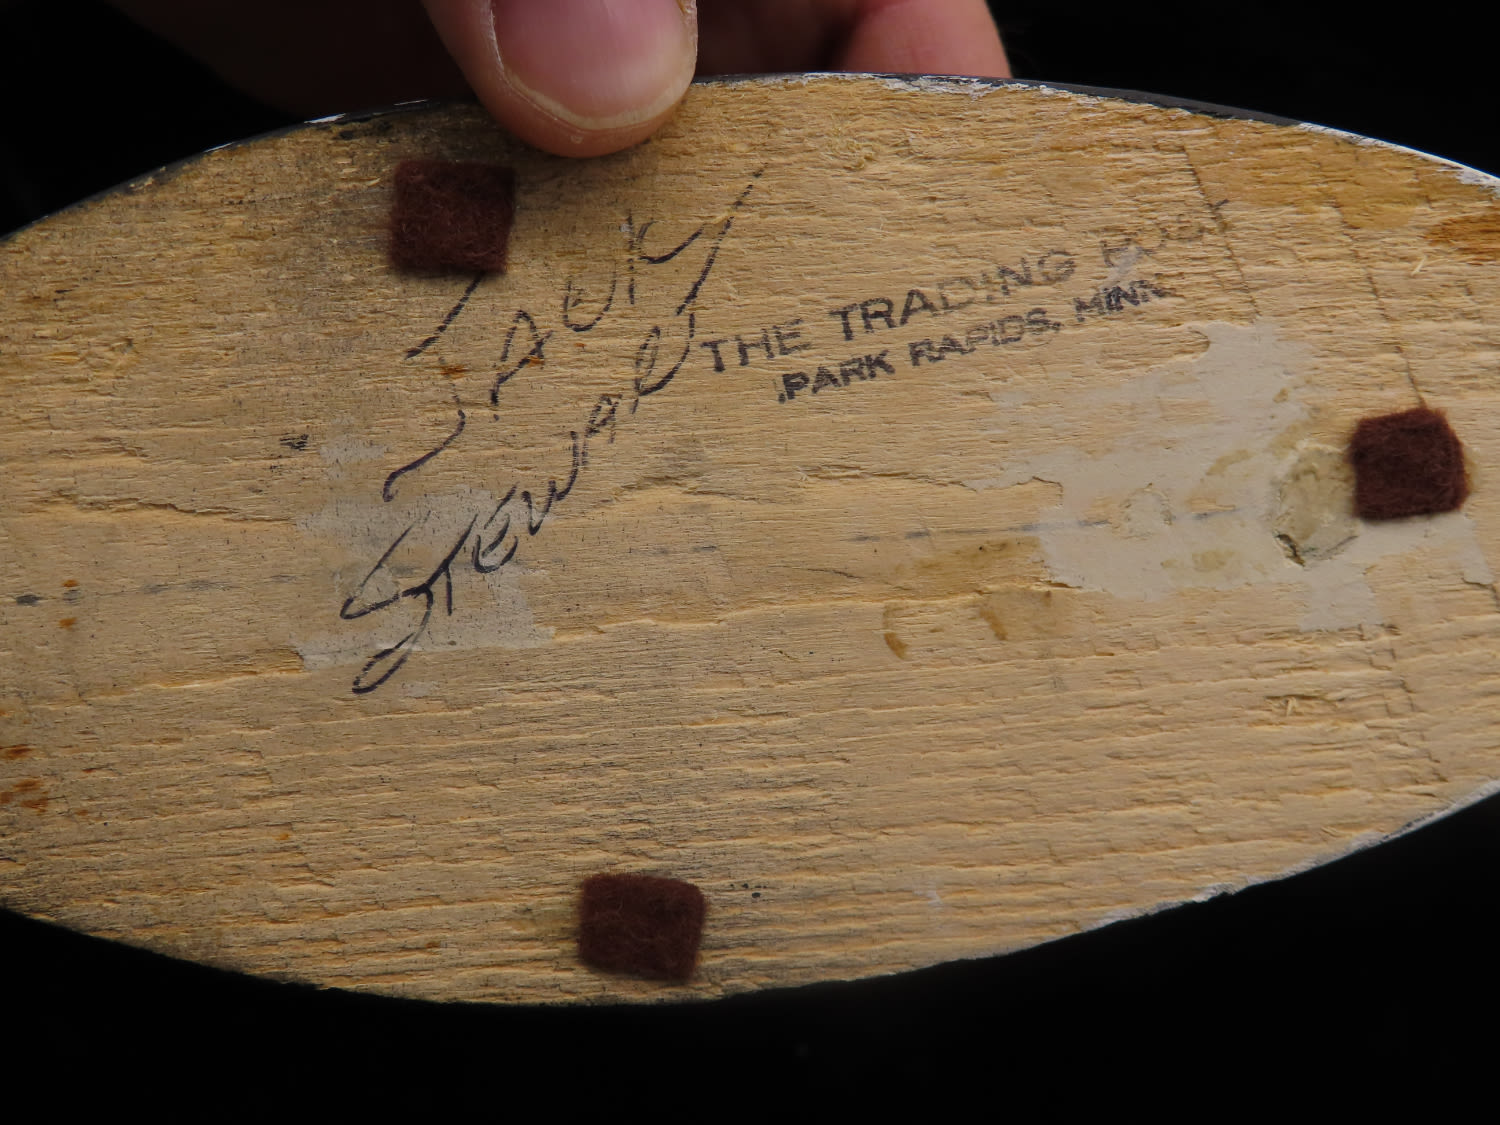 JACK
STEWART
THE TRADING POST
PARK RAPIDS, MINN.